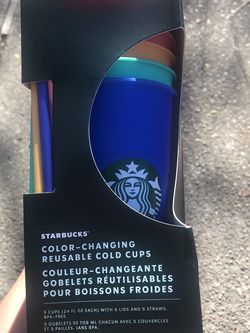 STARBUCKS
COLOR-CHANGING
REUSABLE COLD CUPS
COULEUR-CHANGEANTE
GOBELETS RÉUTILISABLES
POUR BOISSONS FROIDES
5 CUPS (24 FL OZ EACH) WITH 5 LIDS AND 5 STRAWS.
BPA-FREE.
5 GOBELETS DE 709 ML CHACUN AVEC 5 COUVERCLES
ET 5 PAILLES. SANS BPA.